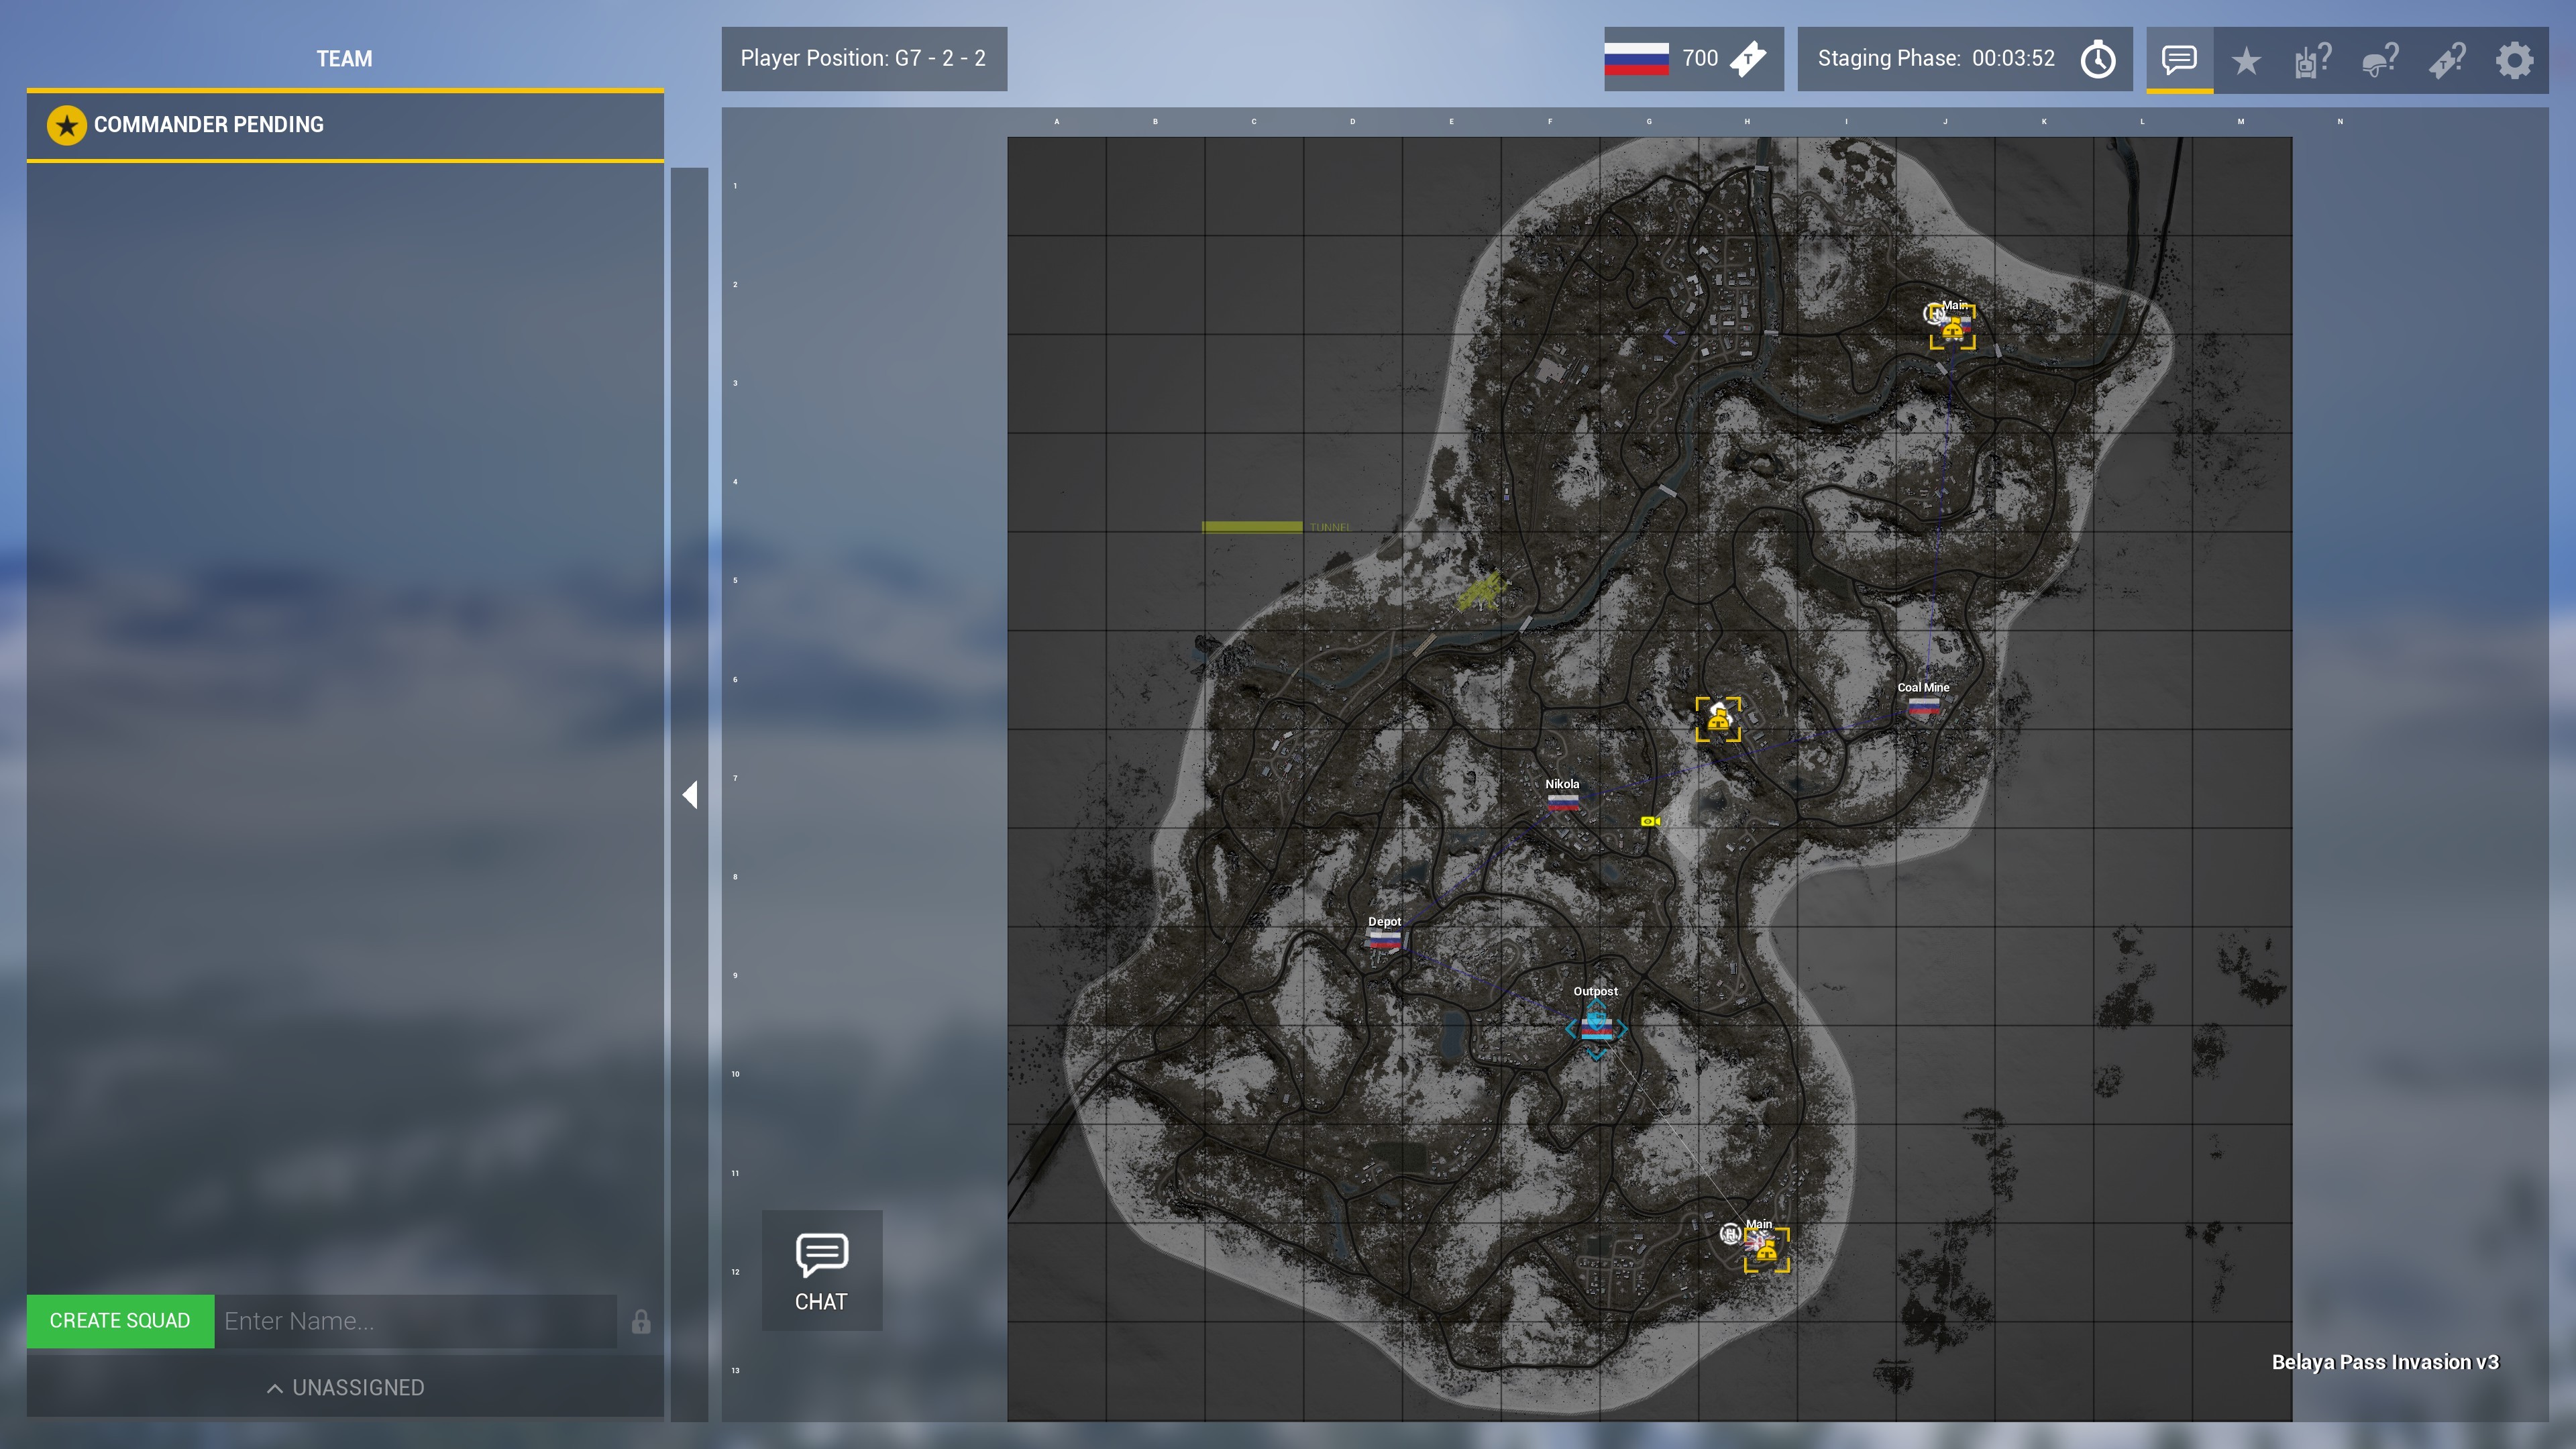 TEAM
Player Position: G7 - 2 - 2
700
T
Staging Phase: 00:03:52
COMMANDER PENDING
A B C D E F G H I J K L M N
1
2
3
4
5
6
7
8
9
10
11
12
13
Main
TUNNEL
Coal Mine
Nikola
Depot
Outpost
Main
H
CHAT
CREATE SQUAD
Enter Name...
UNASSIGNED
Belaya Pass Invasion v3